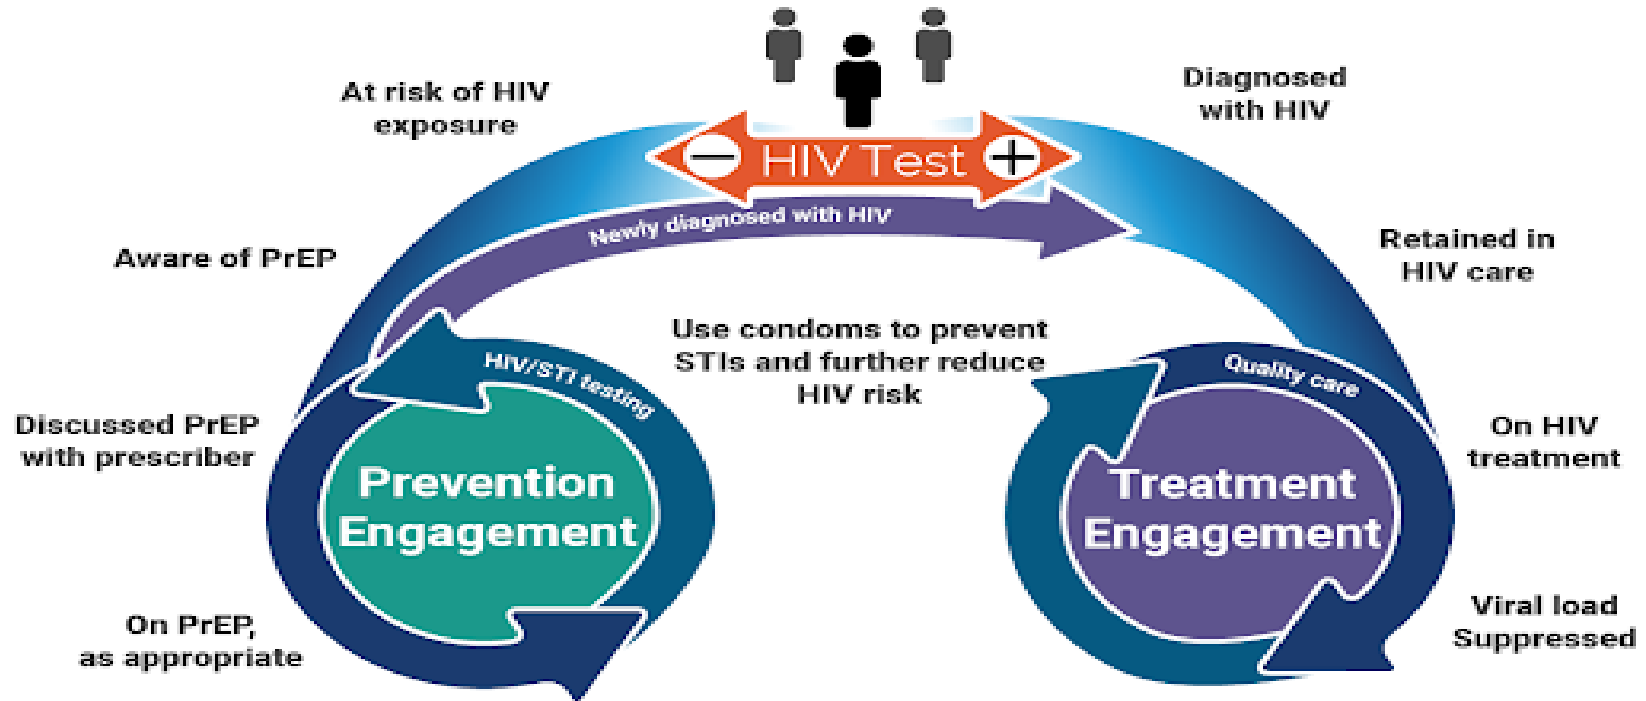 At risk of HIV
exposure
Diagnosed
with HIV
− HIV Test +
Newly diagnosed with HIV
Aware of PrEP
Retained in
HIV care
Use condoms to prevent
STIs and further reduce
HIV risk
HIV/STI testing
Quality care
Discussed PrEP
with prescriber
On HIV
treatment
Prevention
Engagement
Treatment
Engagement
On PrEP,
as appropriate
Viral load
Suppressed